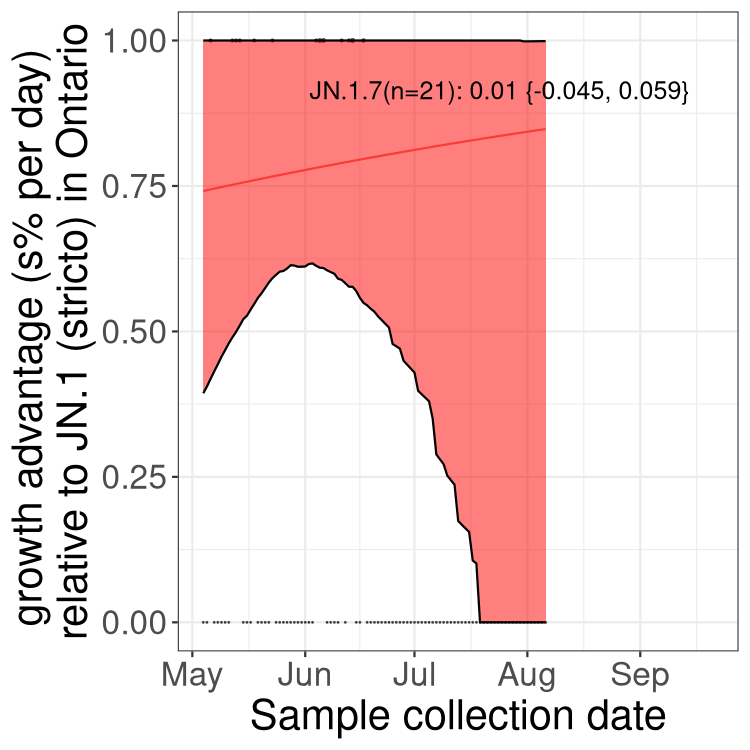 growth advantage (s% per day)
relative to JN.1 (stricto) in Ontario
1.00
0.75
0.50
0.25
0.00
JN.1.7(n=21): 0.01 {-0.045, 0.059}
May Jun Jul Aug Sep
Sample collection date